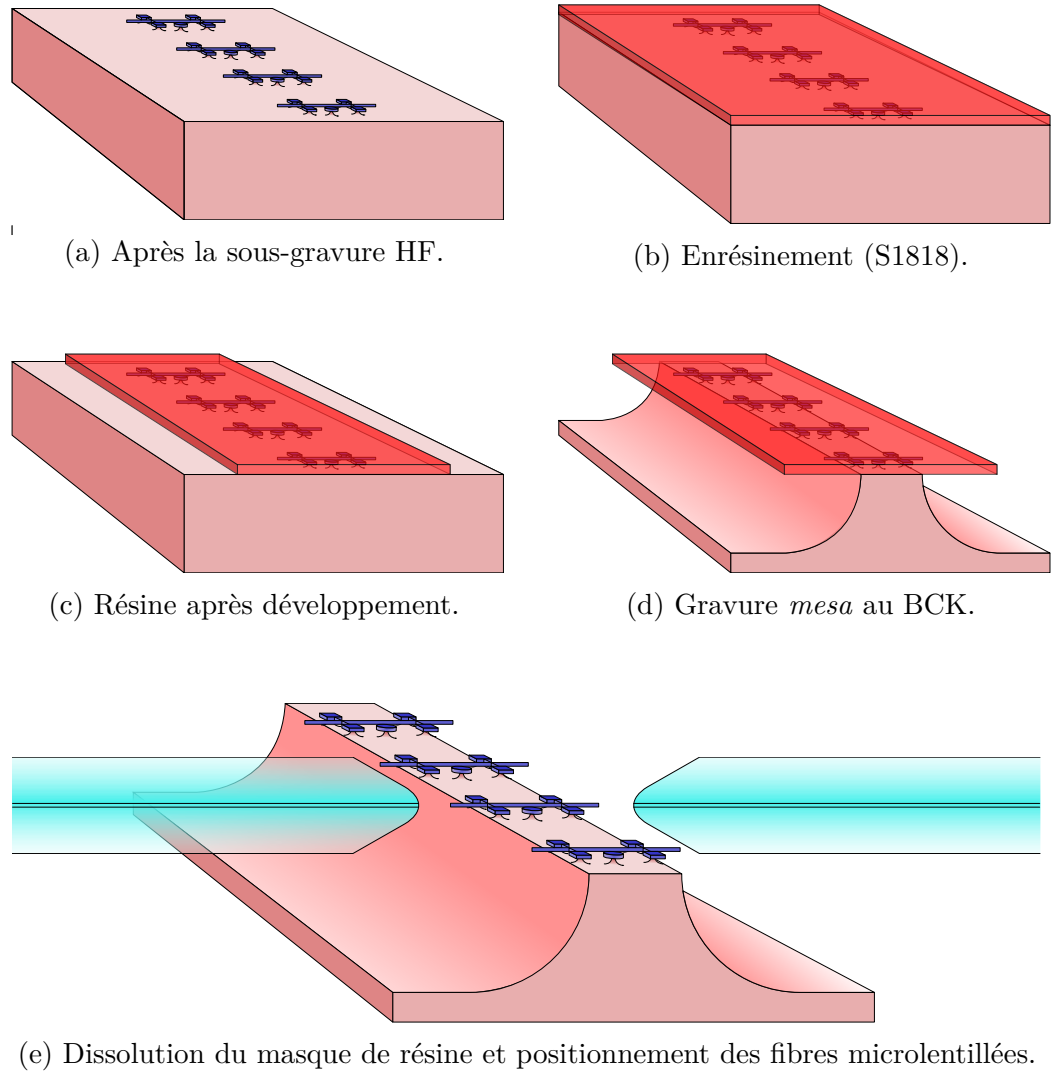 (a) Après la sous-gravure HF.
(b) Enrésinement (S1818).
(c) Résine après développement.
(d) Gravure mesa au BCK.
(e) Dissolution du masque de résine et positionnement des fibres microlentillées.